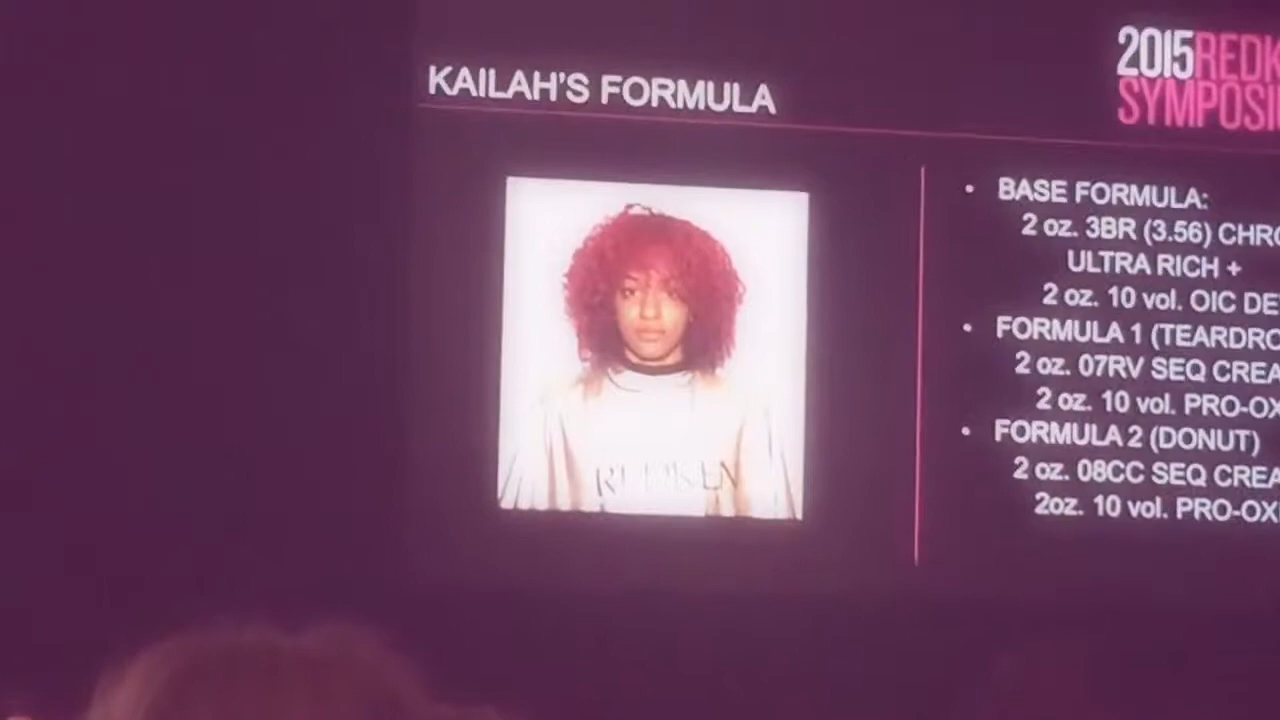 KAILAH'S FORMULA
2015REDK
SYMPOSI
• BASE FORMULA:
2 oz. 3BR (3.56) CHRO
ULTRA RICH +
2 oz. 10 vol. OIC DE
• FORMULA 1 (TEARDRO
2 oz. 07RV SEQ CREA
2 oz. 10 vol. PRO-OX
• FORMULA 2 (DONUT)
2 oz. 08CC SEQ CREA
2oz. 10 vol. PRO-OXI
REDKEN